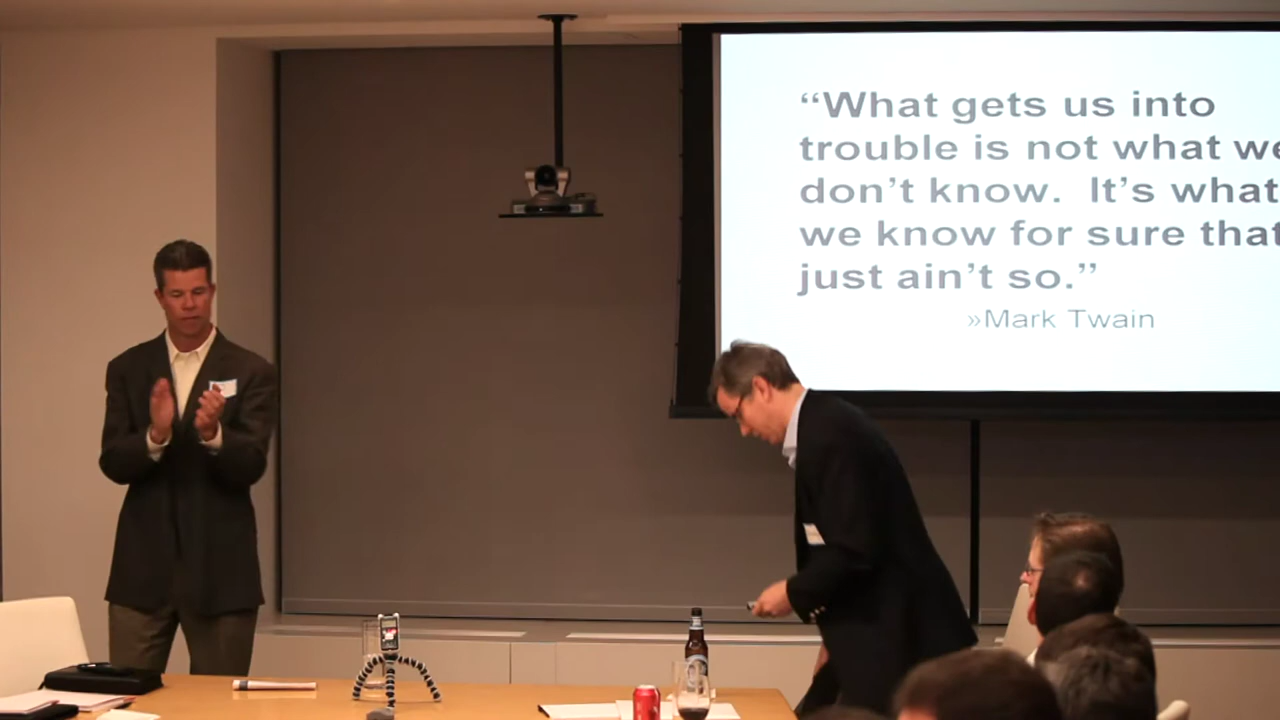 “What gets us into
trouble is not what we
don’t know.  It’s what
we know for sure that
just ain’t so.”
»Mark Twain